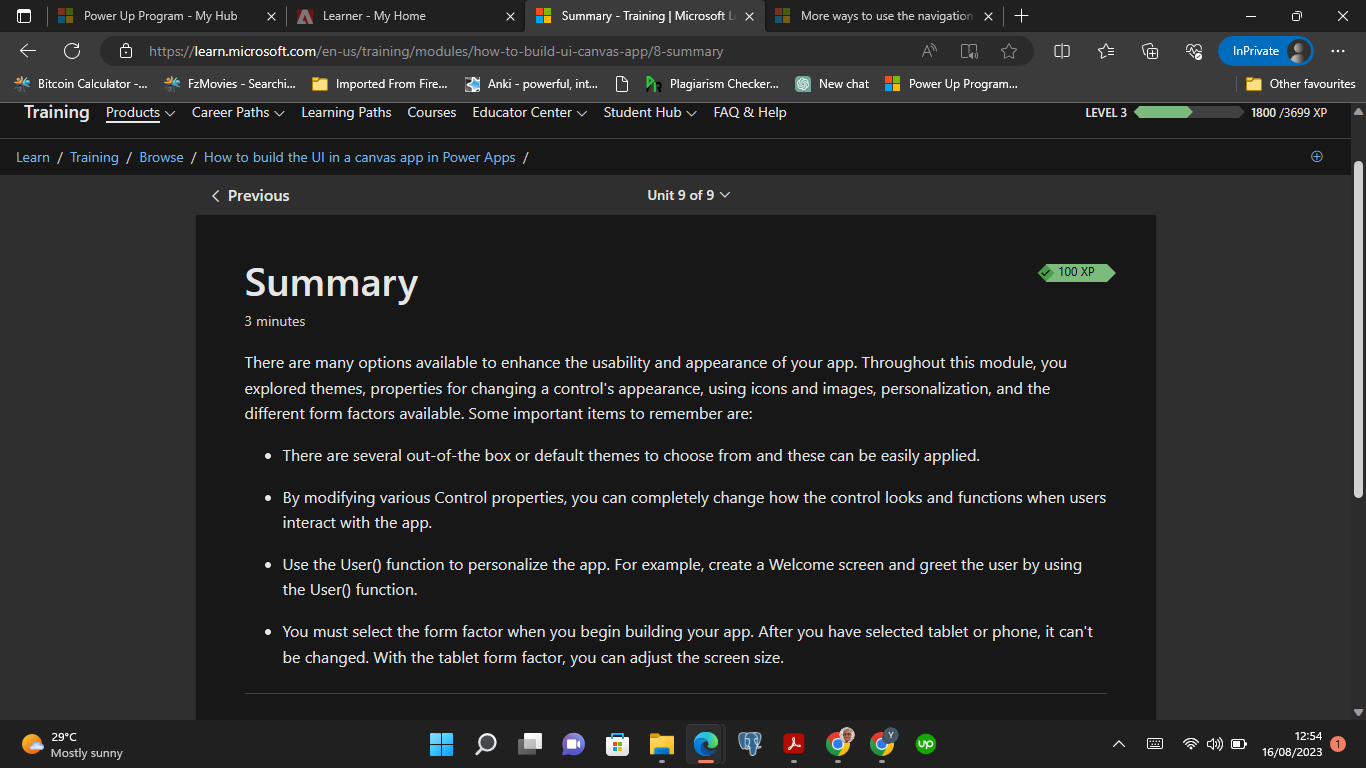 Power Up Program - My Hub
Learner - My Home
Summary - Training | Microsoft L
More ways to use the navigation
https://learn.microsoft.com/en-us/training/modules/how-to-build-ui-canvas-app/8-summary
InPrivate
Bitcoin Calculator -...
FzMovies - Searchi...
Imported From Fire...
Anki - powerful, int...
Plagiarism Checker...
New chat
Power Up Program...
Other favourites
Training
Products
Career Paths
Learning Paths
Courses
Educator Center
Student Hub
FAQ & Help
LEVEL 3
1800 /3699 XP
Learn / Training / Browse / How to build the UI in a canvas app in Power Apps /
Previous
Unit 9 of 9
Summary
100 XP
3 minutes
There are many options available to enhance the usability and appearance of your app. Throughout this module, you
explored themes, properties for changing a control's appearance, using icons and images, personalization, and the
different form factors available. Some important items to remember are:
• There are several out-of-the box or default themes to choose from and these can be easily applied.
• By modifying various Control properties, you can completely change how the control looks and functions when users
interact with the app.
• Use the User() function to personalize the app. For example, create a Welcome screen and greet the user by using
the User() function.
• You must select the form factor when you begin building your app. After you have selected tablet or phone, it can't
be changed. With the tablet form factor, you can adjust the screen size.
29°C
Mostly sunny
up
Y
12:54
16/08/2023
1